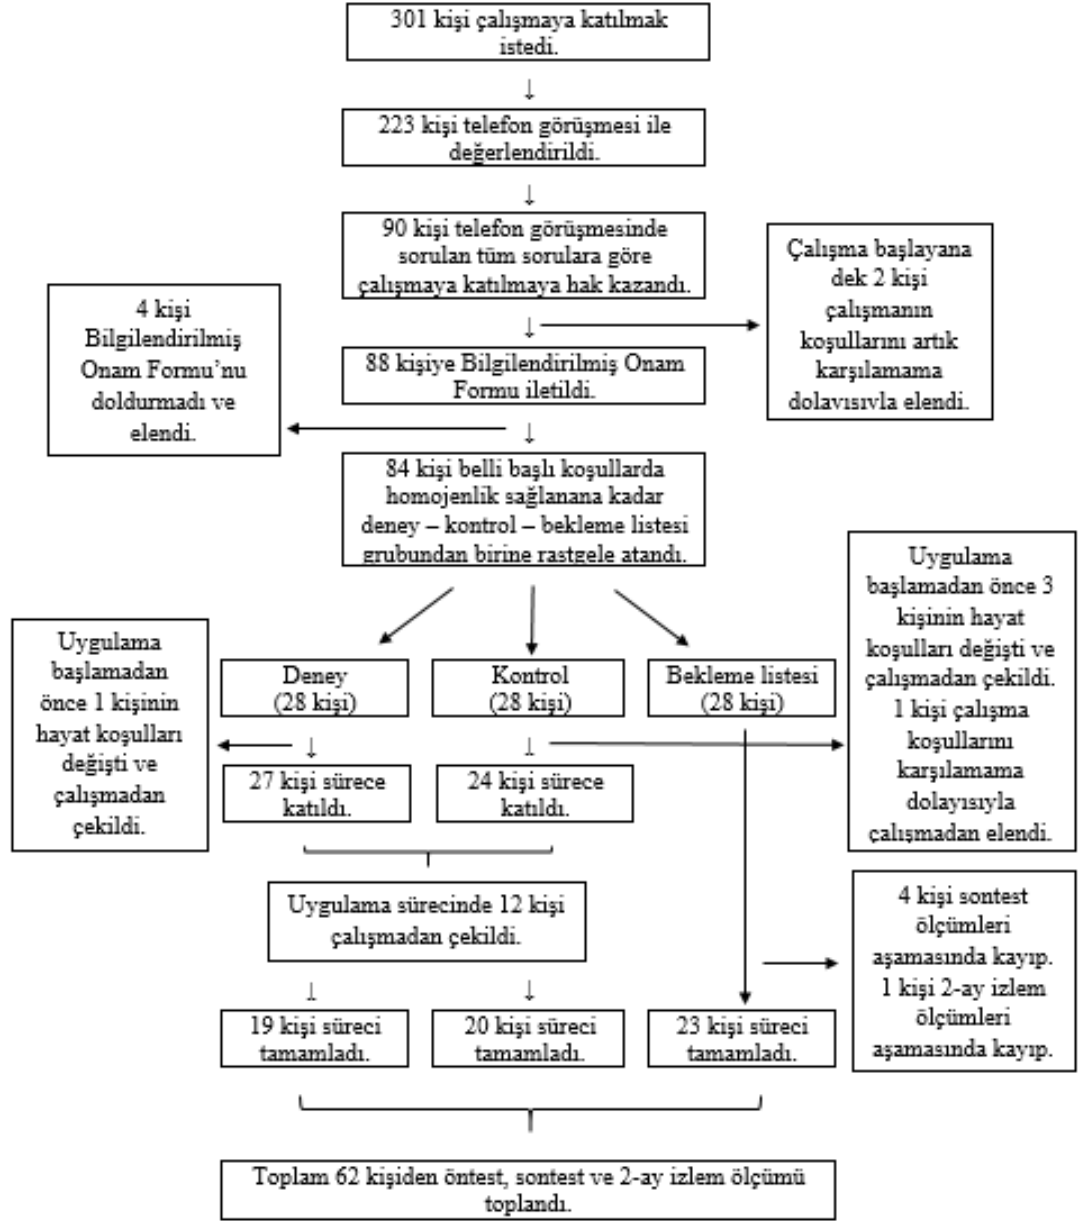 301 kişi çalışmaya katılmak
istedi.
↓
223 kişi telefon görüşmesi ile
değerlendirildi.
↓
90 kişi telefon görüşmesinde
sorulan tüm sorulara göre
çalışmaya katılmaya hak kazandı.
↓
Çalışma başlayana
dek 2 kişi
çalışmanın
koşullarını artık
karşılamama
dolavısıvla elendi.
88 kişiye Bilgilendirilmiş Onam
Formu iletildi.
↓
4 kişi
Bilgilendirilmiş
Onam Formu’nu
doldurmadı ve
elendi.
84 kişi belli başlı koşullarda
homojenlik sağlanana kadar
deney – kontrol – bekleme listesi
grubundan birine rastgele atandı.
Deney
(28 kişi)
Kontrol
(28 kişi)
Bekleme listesi
(28 kişi)
↓
↓
Uygulama
başlamadan
önce 1 kişinin
hayat koşulları
değişti ve
çalışmadan
çekildi.
Uygulama
başlamadan önce 3
kişinin hayat
koşulları değişti ve
çalışmadan çekildi.
1 kişi çalışma
koşullarını
karşılamama
dolayısıyla
çalışmadan elendi.
27 kişi sürece
katıldı.
24 kişi sürece
katıldı.
Uygulama sürecinde 12 kişi
çalışmadan çekildi.
↓
↓
4 kişi sontest
ölçümleri
aşamasında kayıp.
1 kişi 2-ay izlem
ölçümleri
aşamasında kayıp.
19 kişi süreci
tamamladı.
20 kişi süreci
tamamladı.
23 kişi süreci
tamamladı.
Toplam 62 kişiden öntest, sontest ve 2-ay izlem ölçümü
toplandı.